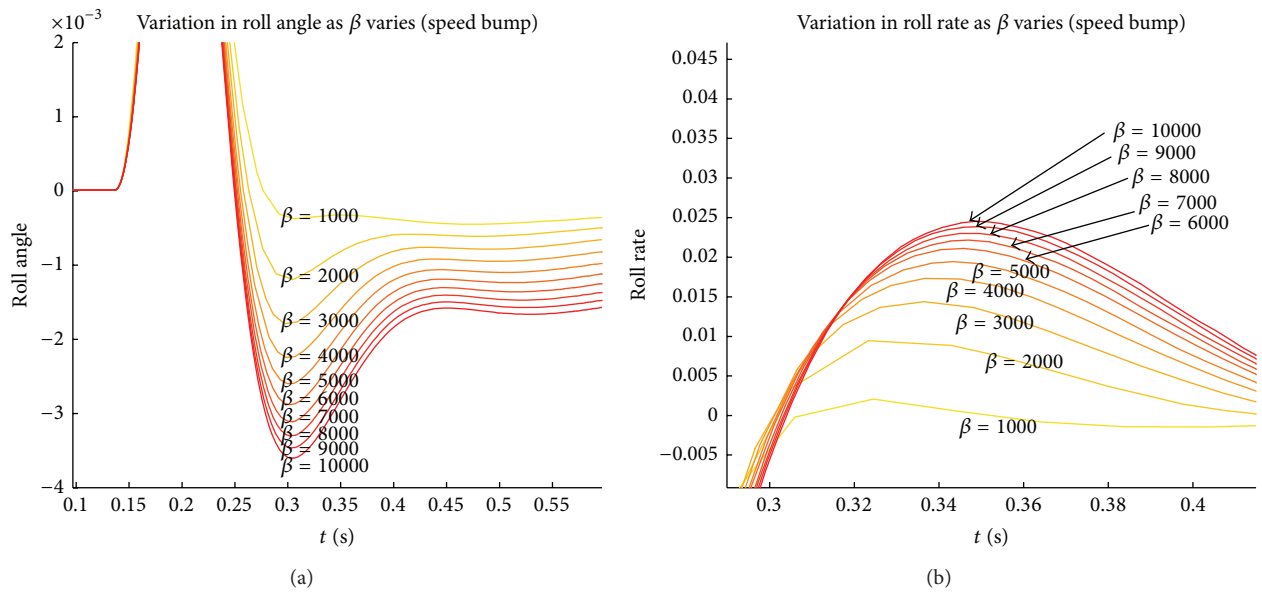 Variation in roll angle as β varies (speed bump)
×10⁻³
2
1
0
−1
−2
−3
−4
Roll angle
β = 1000
β = 2000
β = 3000
β = 4000
β = 5000
β = 6000
β = 7000
β = 8000
β = 9000
β = 10000
0.1 0.15 0.2 0.25 0.3 0.35 0.4 0.45 0.5 0.55
t (s)
(a)
Variation in roll rate as β varies (speed bump)
0.045
0.04
0.035
0.03
0.025
0.02
0.015
0.01
0.005
0
−0.005
Roll rate
β = 10000
β = 9000
β = 8000
β = 7000
β = 6000
β = 5000
β = 4000
β = 3000
β = 2000
β = 1000
0.3 0.32 0.34 0.36 0.38 0.4
t (s)
(b)